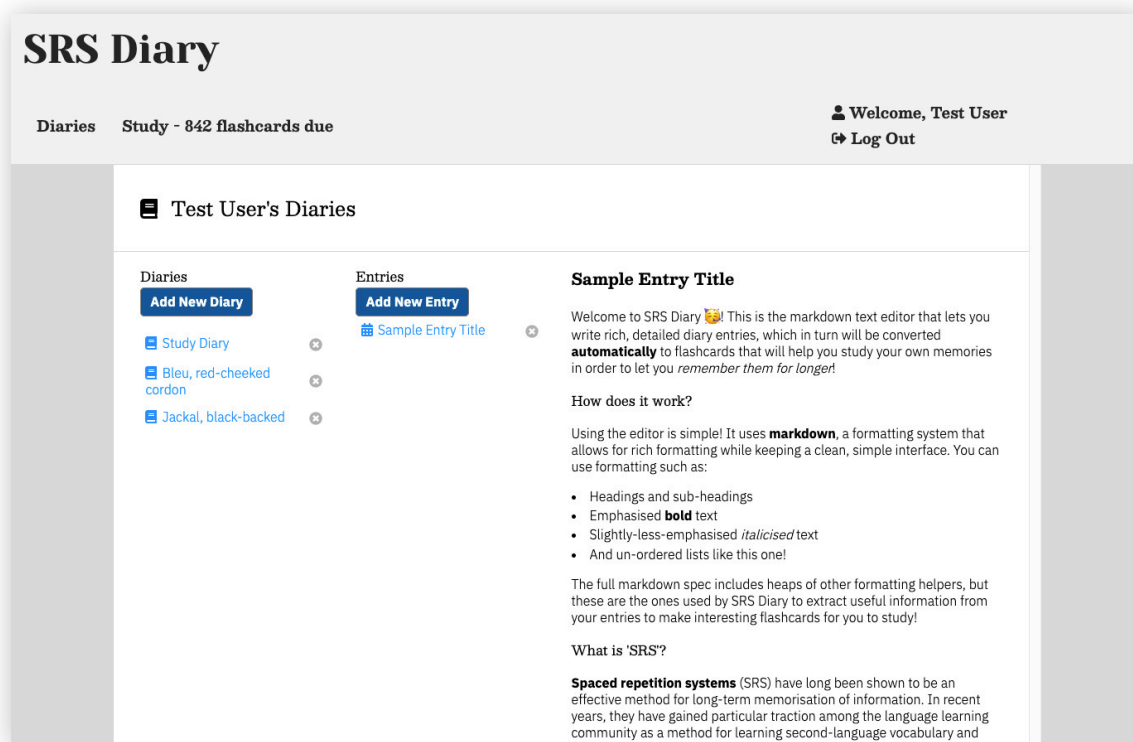 SRS Diary
Diaries
Study - 842 flashcards due
Welcome, Test User
Log Out
Test User's Diaries
Diaries
Add New Diary
Study Diary
Bleu, red-cheeked
cordon
Jackal, black-backed
Entries
Add New Entry
Sample Entry Title
Sample Entry Title
Welcome to SRS Diary 🥳! This is the markdown text editor that lets you
write rich, detailed diary entries, which in turn will be converted
automatically to flashcards that will help you study your own memories
in order to let you remember them for longer!
How does it work?
Using the editor is simple! It uses markdown, a formatting system that
allows for rich formatting while keeping a clean, simple interface. You can
use formatting such as:
• Headings and sub-headings
• Emphasised bold text
• Slightly-less-emphasised italicised text
• And un-ordered lists like this one!
The full markdown spec includes heaps of other formatting helpers, but
these are the ones used by SRS Diary to extract useful information from
your entries to make interesting flashcards for you to study!
What is 'SRS'?
Spaced repetition systems (SRS) have long been shown to be an
effective method for long-term memorisation of information. In recent
years, they have gained particular traction among the language learning
community as a method for learning second-language vocabulary and